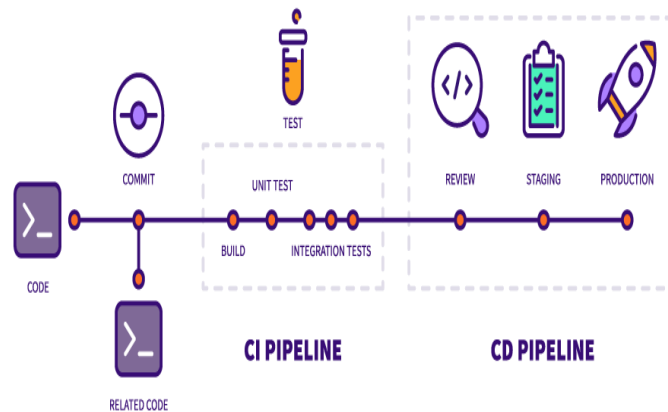 TEST
COMMIT
UNIT TEST
REVIEW
STAGING
PRODUCTION
>_
</>
BUILD
INTEGRATION TESTS
CODE
>_
CI PIPELINE
CD PIPELINE
RELATED CODE